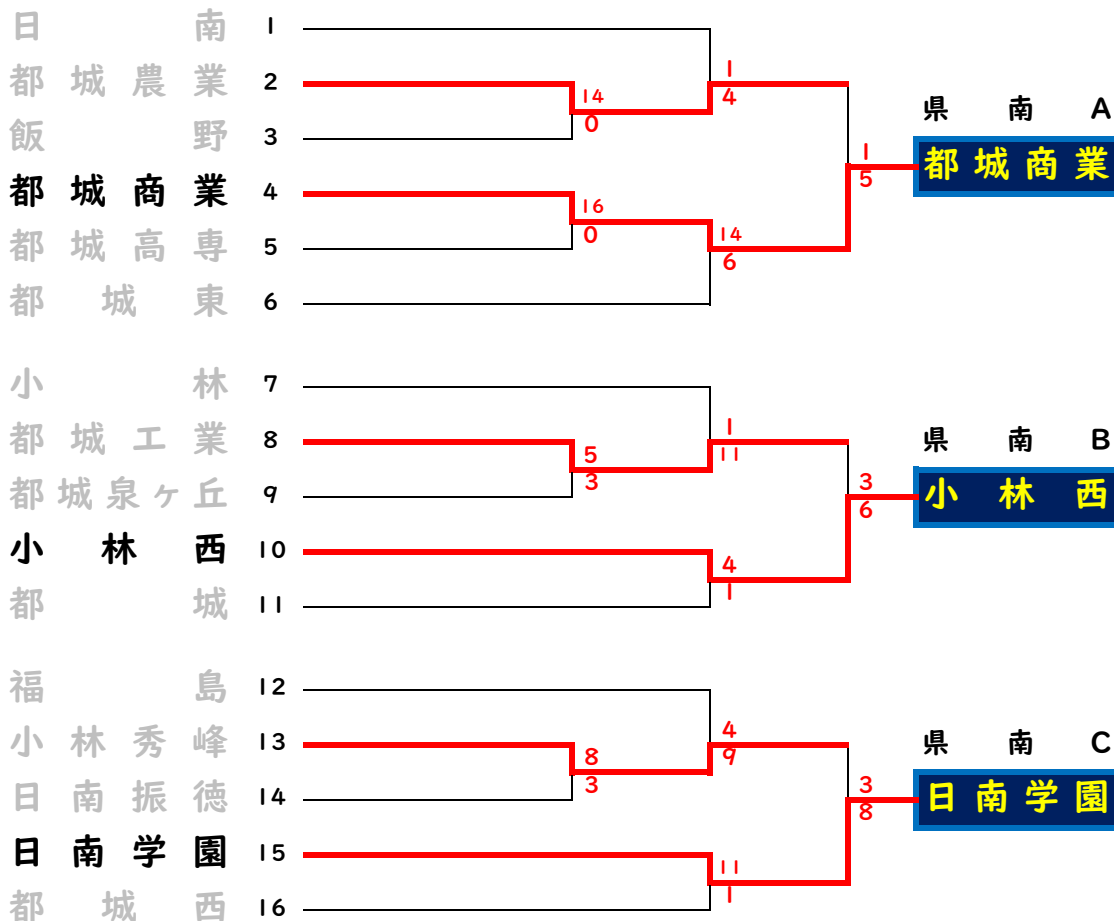 日南 1
都城農業 2
飯野 3
都城商業 4
都城高専 5
都城東 6
14
0
16
0
1
4
14
6
1
5
県南A
都城商業
小林 7
都城工業 8
都城泉ヶ丘 9
小林西 10
都城 11
5
3
1
11
4
1
3
6
県南B
小林西
福島 12
小林秀峰 13
日南振徳 14
日南学園 15
都城西 16
8
3
4
9
11
1
3
8
県南C
日南学園